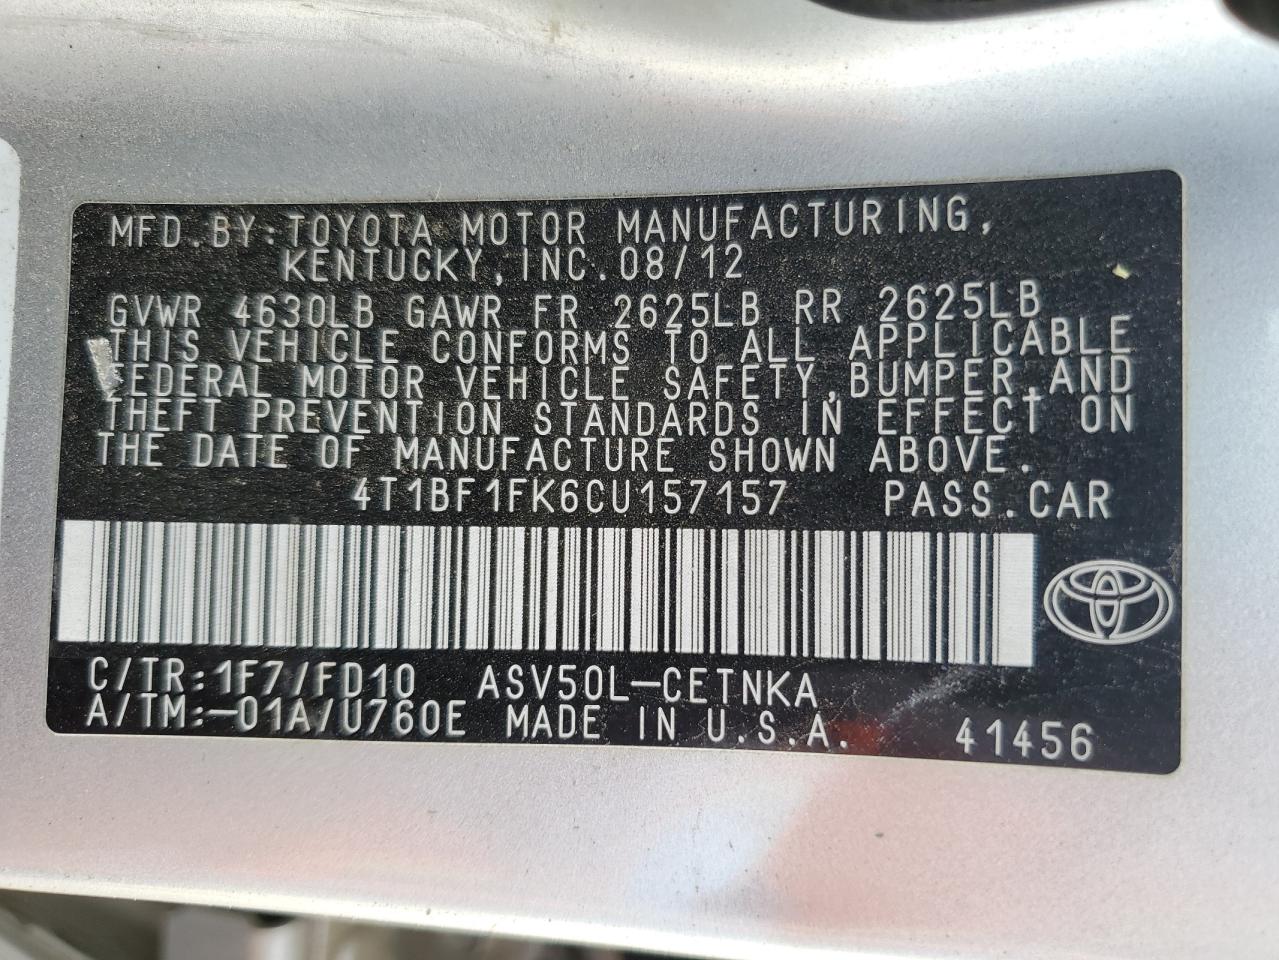 MFD.BY:TOYOTA MOTOR MANUFACTURING,
KENTUCKY,INC.08/12
GVWR 4630LB GAWR FR 2625LB RR 2625LB
THIS VEHICLE CONFORMS TO ALL APPLICABLE
FEDERAL MOTOR VEHICLE SAFETY,BUMPER,AND
THEFT PREVENTION STANDARDS IN EFFECT ON
THE DATE OF MANUFACTURE SHOWN ABOVE.
4T1BF1FK6CU157157 PASS.CAR
C/TR:1F7/FD10 ASV50L-CETNKA
A/TM:-01A/U760E MADE IN U.S.A. 41456